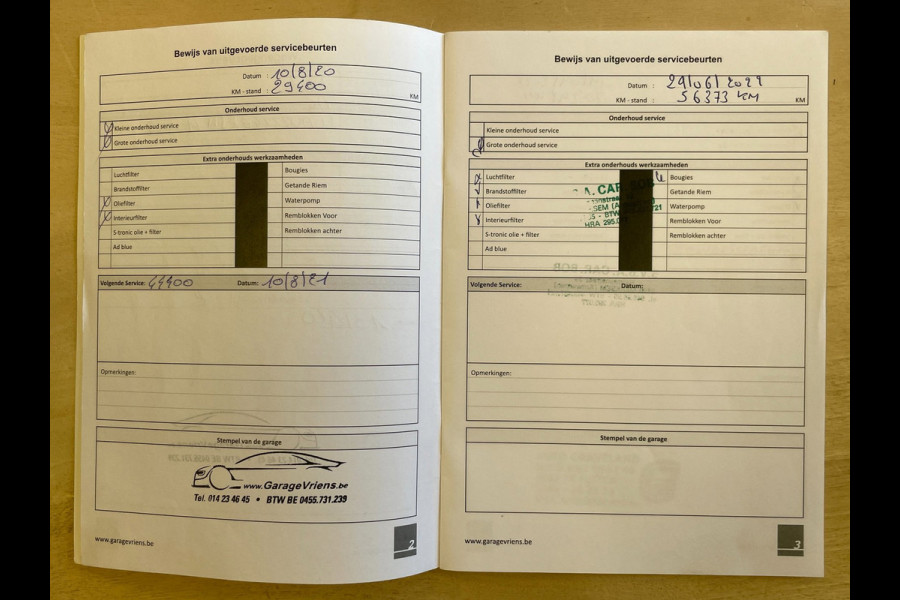 Bewijs van uitgevoerde servicebeurten
Datum : 10/8/20
KM - stand : 29400 KM
Onderhoud service
Kleine onderhoud service
Grote onderhoud service
Extra onderhouds werkzaamheden
Luchtfilter Bougies
Brandstoffilter Getande Riem
Oliefilter Waterpomp
Interieurfilter Remblokken Voor
S-tronic olie + filter Remblokken achter
Ad blue
Volgende Service: 44400 Datum: 10/8/21
Opmerkingen:
Stempel van de garage
www.GarageVriens.be
Tel. 014 23 46 45 • BTW BE 0455.731.239
www.garagevriens.be
2
Bewijs van uitgevoerde servicebeurten
Datum : 29/06/2021
KM - stand : 56373 KM KM
Onderhoud service
Kleine onderhoud service
Grote onderhoud service
Extra onderhouds werkzaamheden
Luchtfilter Bougies
Brandstoffilter Getande Riem
Oliefilter Waterpomp
Interieurfilter Remblokken Voor
S-tronic olie + filter Remblokken achter
Ad blue
Volgende Service: Datum:
Opmerkingen:
Stempel van de garage
www.garagevriens.be
3